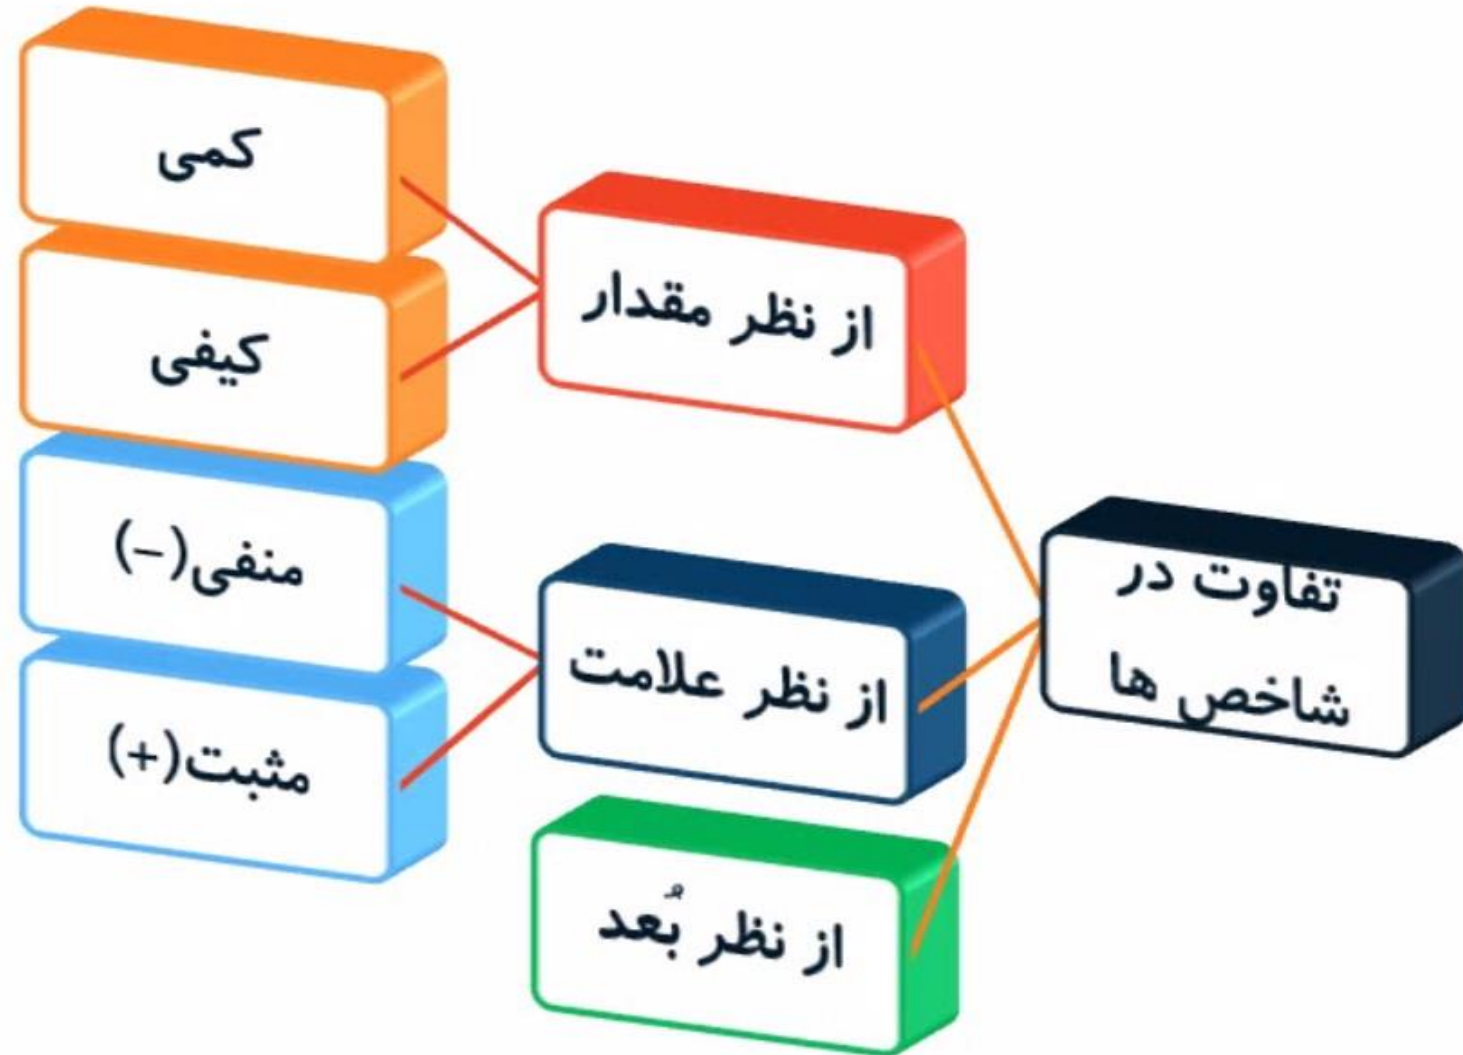 تفاوت در
شاخص ها
از نظر مقدار
کمی
کیفی
از نظر علامت
منفی(−)
مثبت(+)
از نظر بُعد